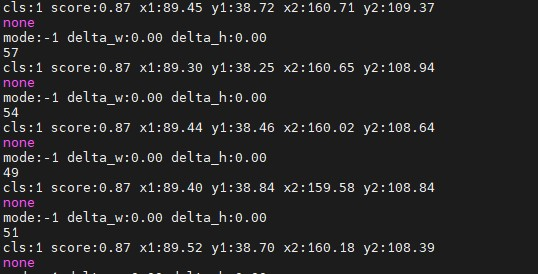 cls:1 score:0.87 x1:89.45 y1:38.72 x2:160.71 y2:109.37
none
mode:-1 delta_w:0.00 delta_h:0.00
57
cls:1 score:0.87 x1:89.30 y1:38.25 x2:160.65 y2:108.94
none
mode:-1 delta_w:0.00 delta_h:0.00
54
cls:1 score:0.87 x1:89.44 y1:38.46 x2:160.02 y2:108.64
none
mode:-1 delta_w:0.00 delta_h:0.00
49
cls:1 score:0.87 x1:89.40 y1:38.84 x2:159.58 y2:108.84
none
mode:-1 delta_w:0.00 delta_h:0.00
51
cls:1 score:0.87 x1:89.52 y1:38.70 x2:160.18 y2:108.39
none